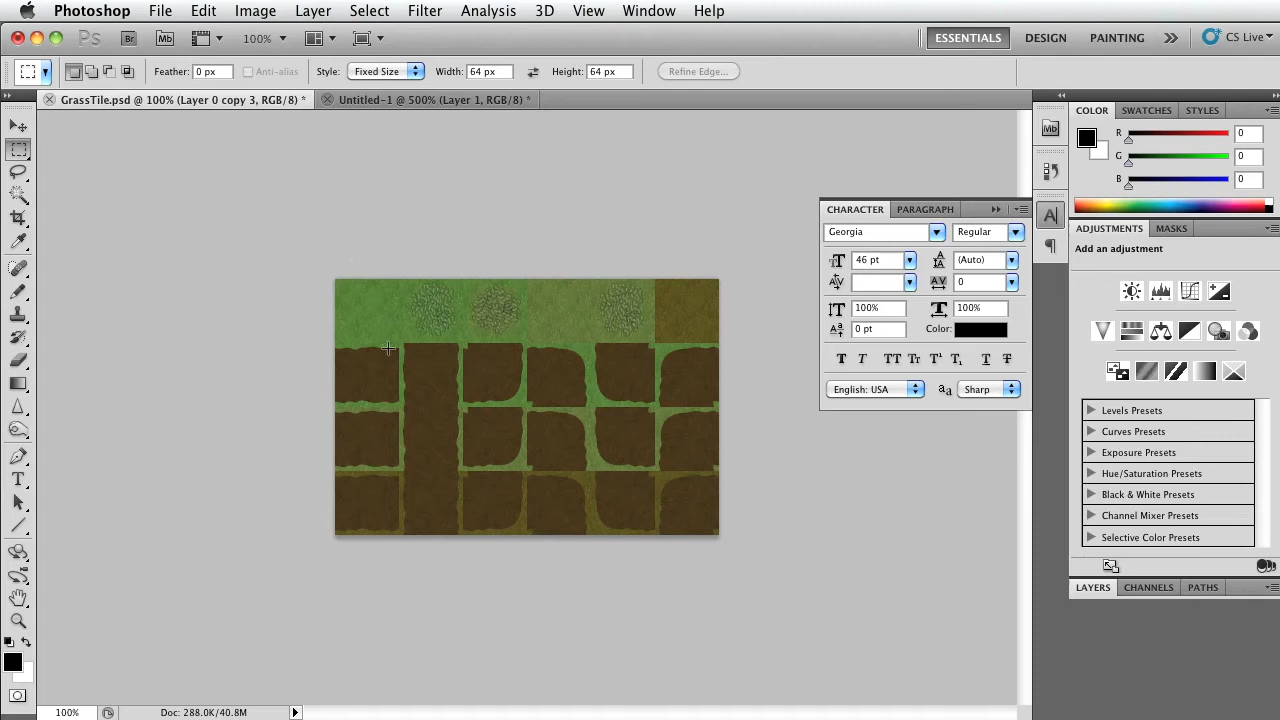 Photoshop File Edit Image Layer Select Filter Analysis 3D View Window Help
Ps Br Mb 100% ESSENTIALS DESIGN PAINTING CS Live
Feather: 0 px Anti-alias Style: Fixed Size Width: 64 px Height: 64 px Refine Edge...
GrassTile.psd @ 100% (Layer 0 copy 3, RGB/8) * Untitled-1 @ 500% (Layer 1, RGB/8) *
COLOR SWATCHES STYLES
R 0
G 0
B 0
Mb
CHARACTER PARAGRAPH
Georgia Regular
46 pt (Auto)
0
100% 100%
0 pt Color:
T T TT Tr T¹ T₁ T T
English: USA aa Sharp
ADJUSTMENTS MASKS
Add an adjustment
Levels Presets
Curves Presets
Exposure Presets
Hue/Saturation Presets
Black & White Presets
Channel Mixer Presets
Selective Color Presets
LAYERS CHANNELS PATHS
100% Doc: 288.0K/40.8M